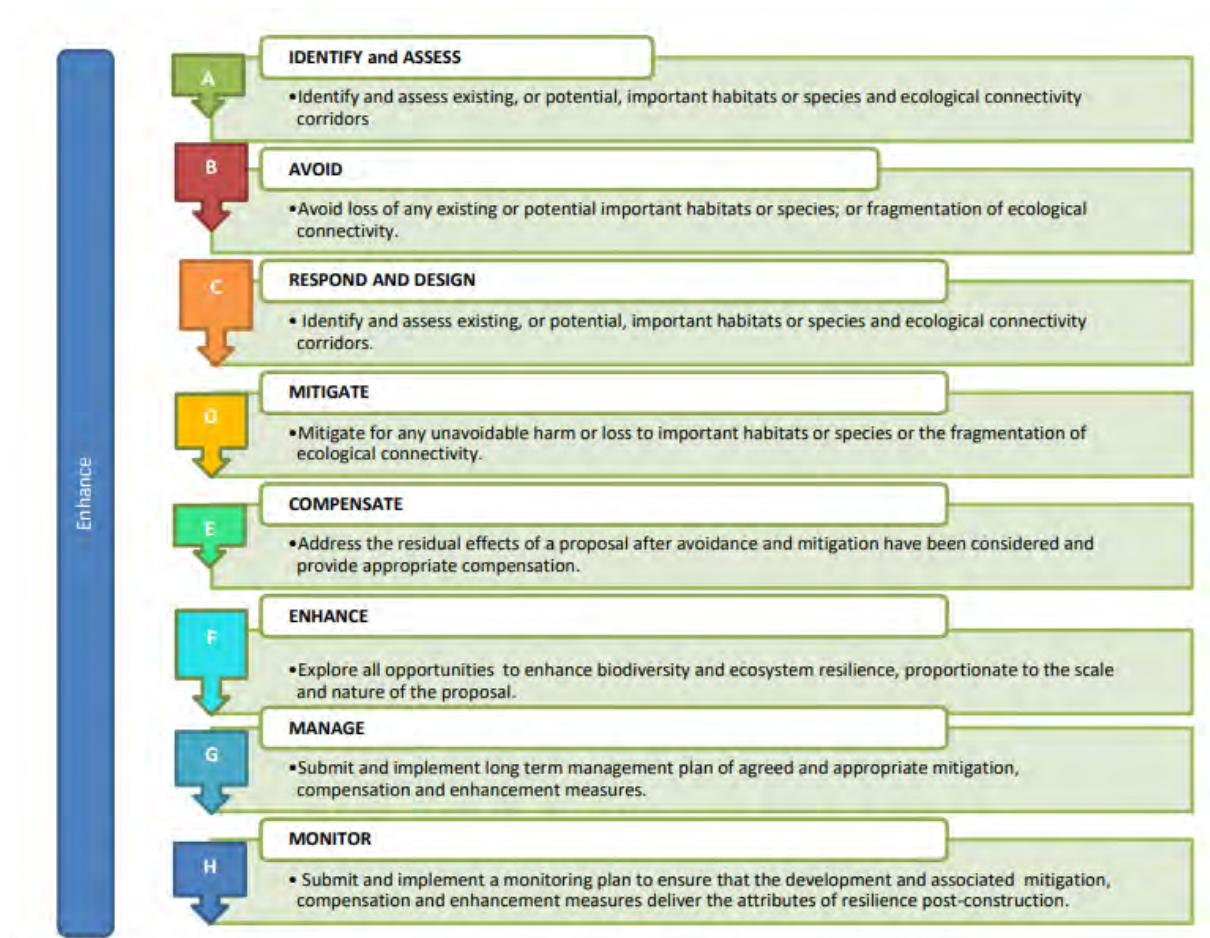 Enhance
A
IDENTIFY and ASSESS
•Identify and assess existing, or potential, important habitats or species and ecological connectivity
corridors
B
AVOID
•Avoid loss of any existing or potential important habitats or species; or fragmentation of ecological
connectivity.
C
RESPOND AND DESIGN
• Identify and assess existing, or potential, important habitats or species and ecological connectivity
corridors.
D
MITIGATE
•Mitigate for any unavoidable harm or loss to important habitats or species or the fragmentation of
ecological connectivity.
E
COMPENSATE
•Address the residual effects of a proposal after avoidance and mitigation have been considered and
provide appropriate compensation.
F
ENHANCE
•Explore all opportunities to enhance biodiversity and ecosystem resilience, proportionate to the scale
and nature of the proposal.
G
MANAGE
•Submit and implement long term management plan of agreed and appropriate mitigation,
compensation and enhancement measures.
H
MONITOR
• Submit and implement a monitoring plan to ensure that the development and associated mitigation,
compensation and enhancement measures deliver the attributes of resilience post-construction.